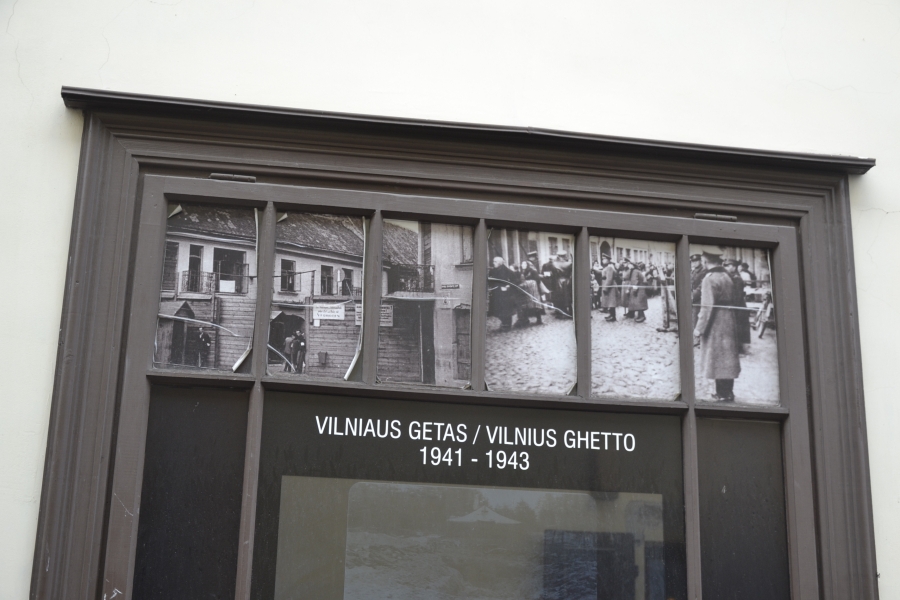 VILNIAUS GETAS / VILNIUS GHETTO
1941 - 1943